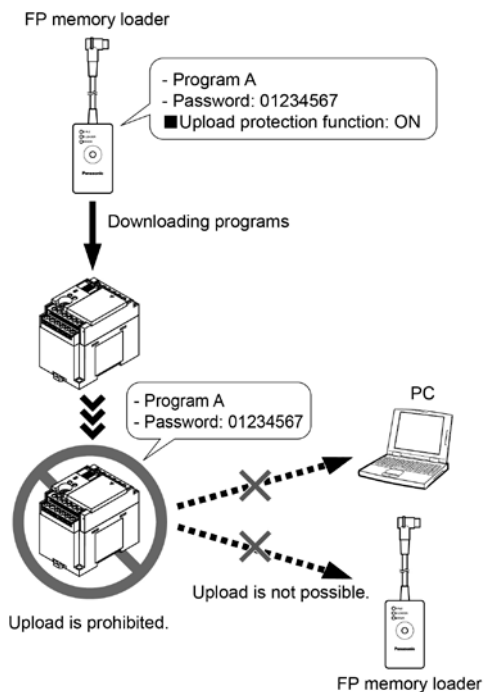 FP memory loader
- Program A
- Password: 01234567
■Upload protection function: ON
Panasonic
Downloading programs
- Program A
- Password: 01234567
PC
Upload is not possible.
Upload is prohibited.
Panasonic
FP memory loader